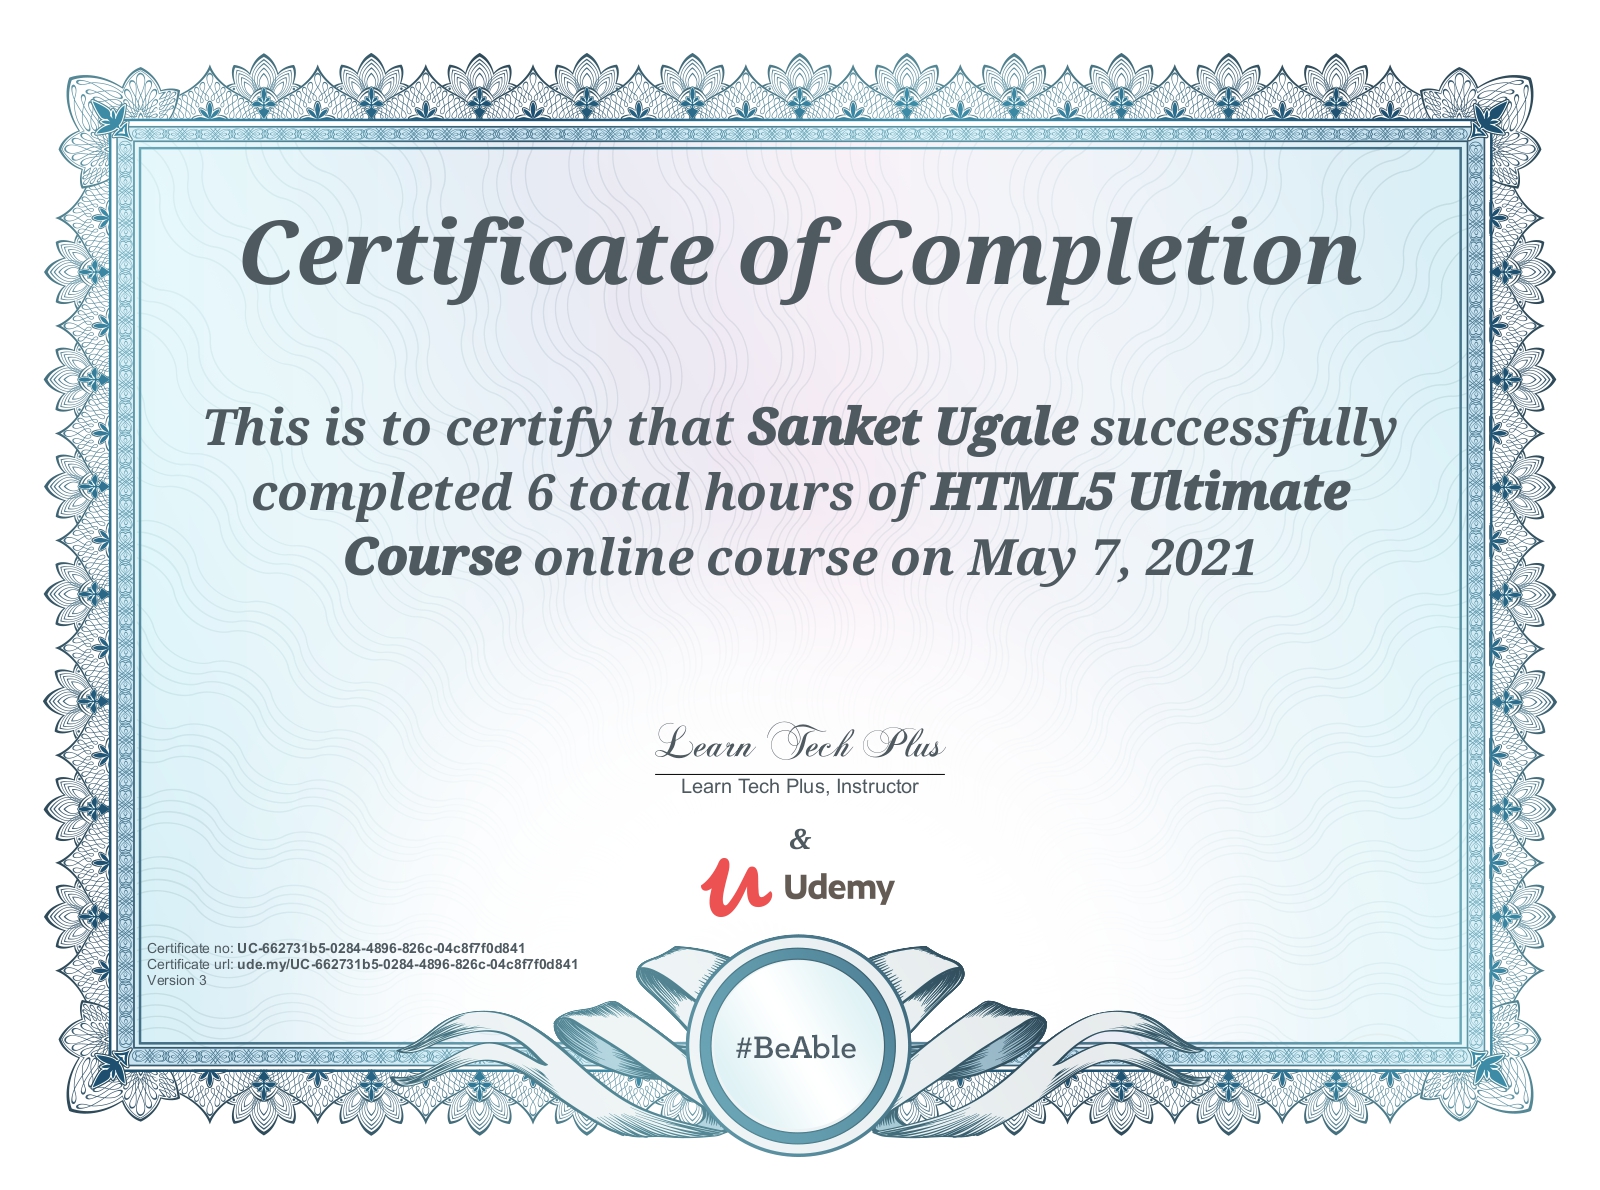 Certificate of Completion
This is to certify that Sanket Ugale successfully
completed 6 total hours of HTML5 Ultimate
Course online course on May 7, 2021
Learn Tech Plus
Learn Tech Plus, Instructor
&
Udemy
Certificate no: UC-662731b5-0284-4896-826c-04c8f7f0d841
Certificate url: ude.my/UC-662731b5-0284-4896-826c-04c8f7f0d841
Version 3
#BeAble